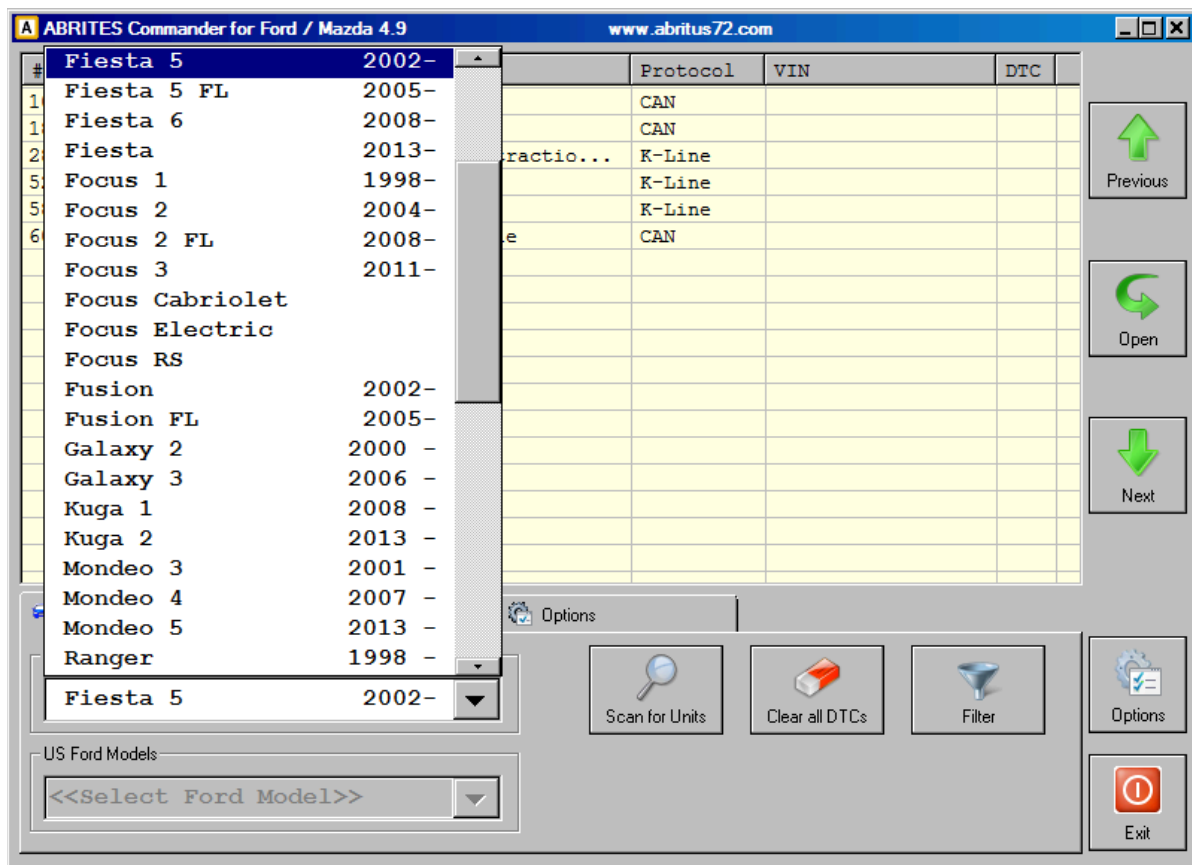 ABRITES Commander for Ford / Mazda 4.9 www.abritus72.com
# Protocol VIN DTC
Fiesta 5 2002-
Fiesta 5 FL 2005-
Fiesta 6 2008-
Fiesta 2013-
Focus 1 1998-
Focus 2 2004-
Focus 2 FL 2008-
Focus 3 2011-
Focus Cabriolet
Focus Electric
Focus RS
Fusion 2002-
Fusion FL 2005-
Galaxy 2 2000 -
Galaxy 3 2006 -
Kuga 1 2008 -
Kuga 2 2013 -
Mondeo 3 2001 -
Mondeo 4 2007 -
Mondeo 5 2013 -
Ranger 1998 -
Fiesta 5 2002-
CAN
CAN
K-Line
K-Line
K-Line
CAN
Previous
Open
Next
Options
Scan for Units
Clear all DTCs
Filter
Options
US Ford Models
<<Select Ford Model>>
Exit